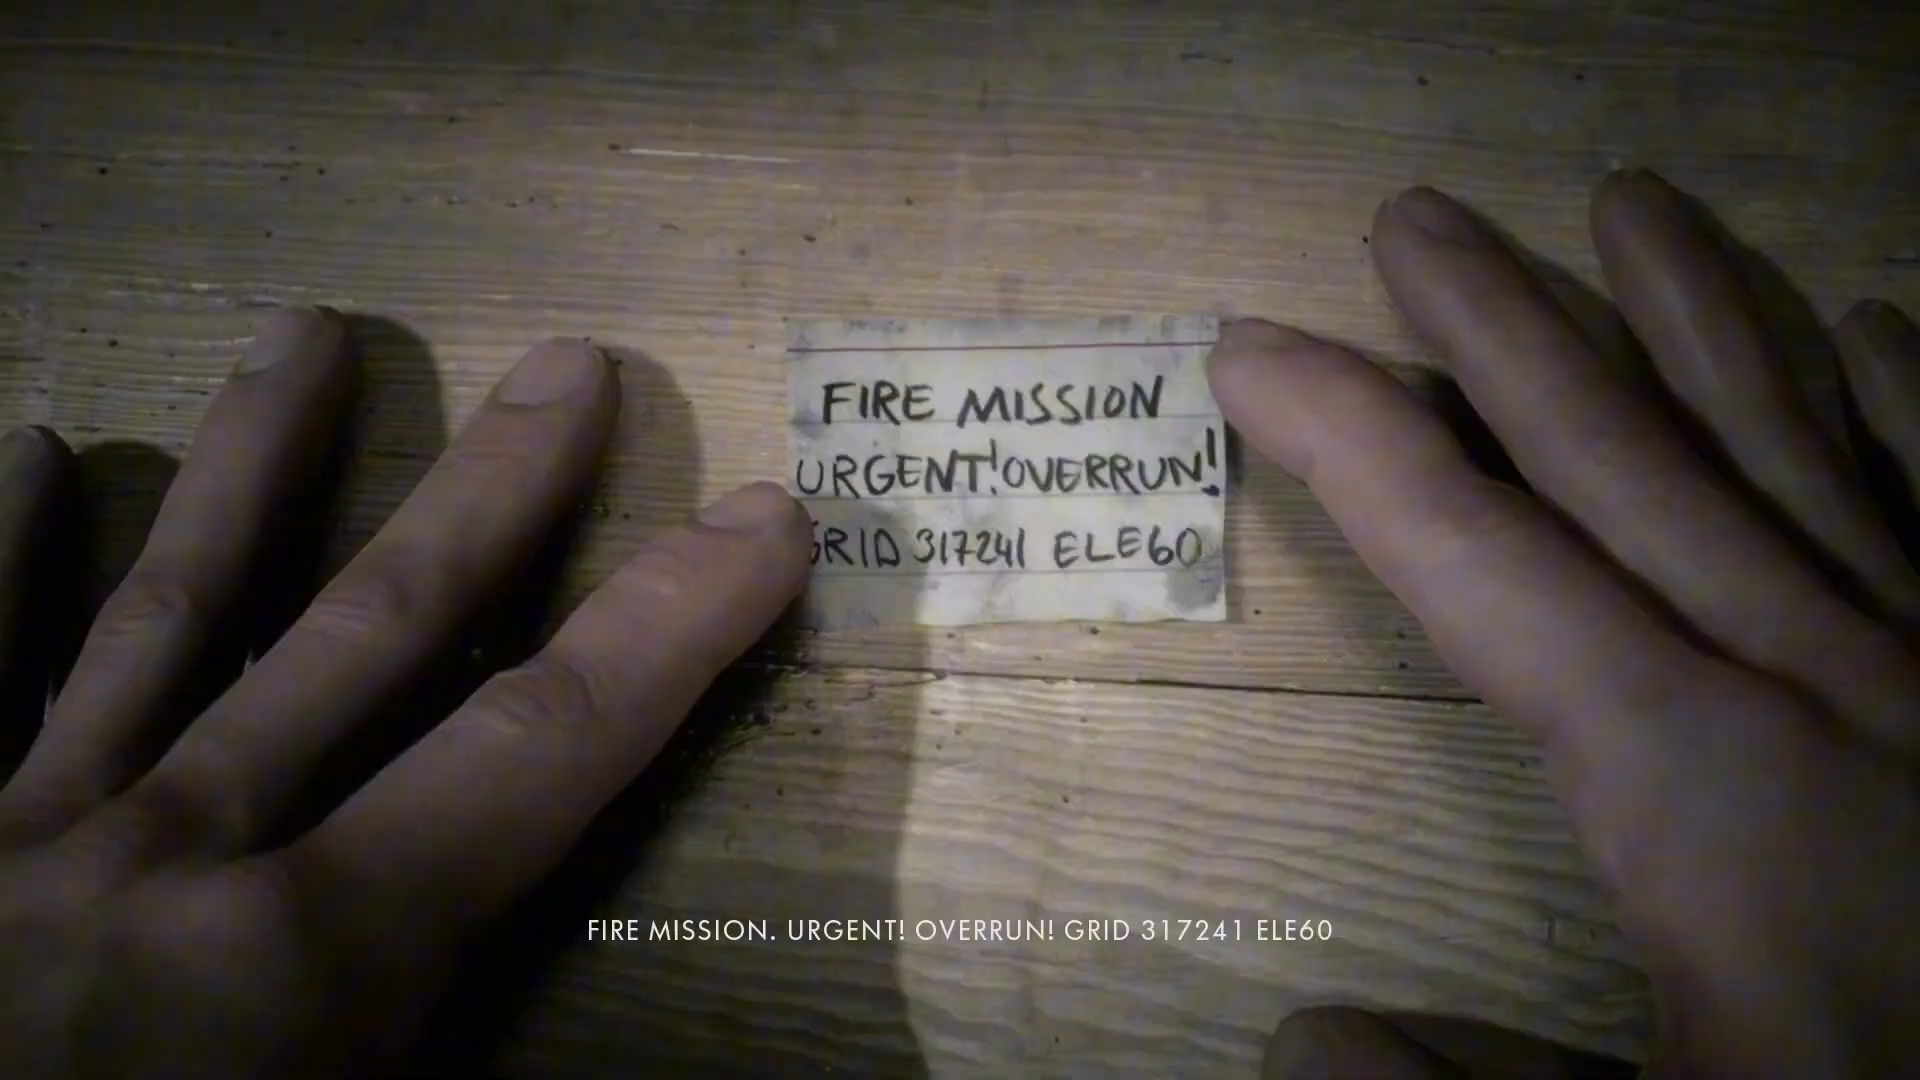 FIRE MISSION
URGENT! OVERRUN!
GRID 317241 ELE60
FIRE MISSION. URGENT! OVERRUN! GRID 317241 ELE60